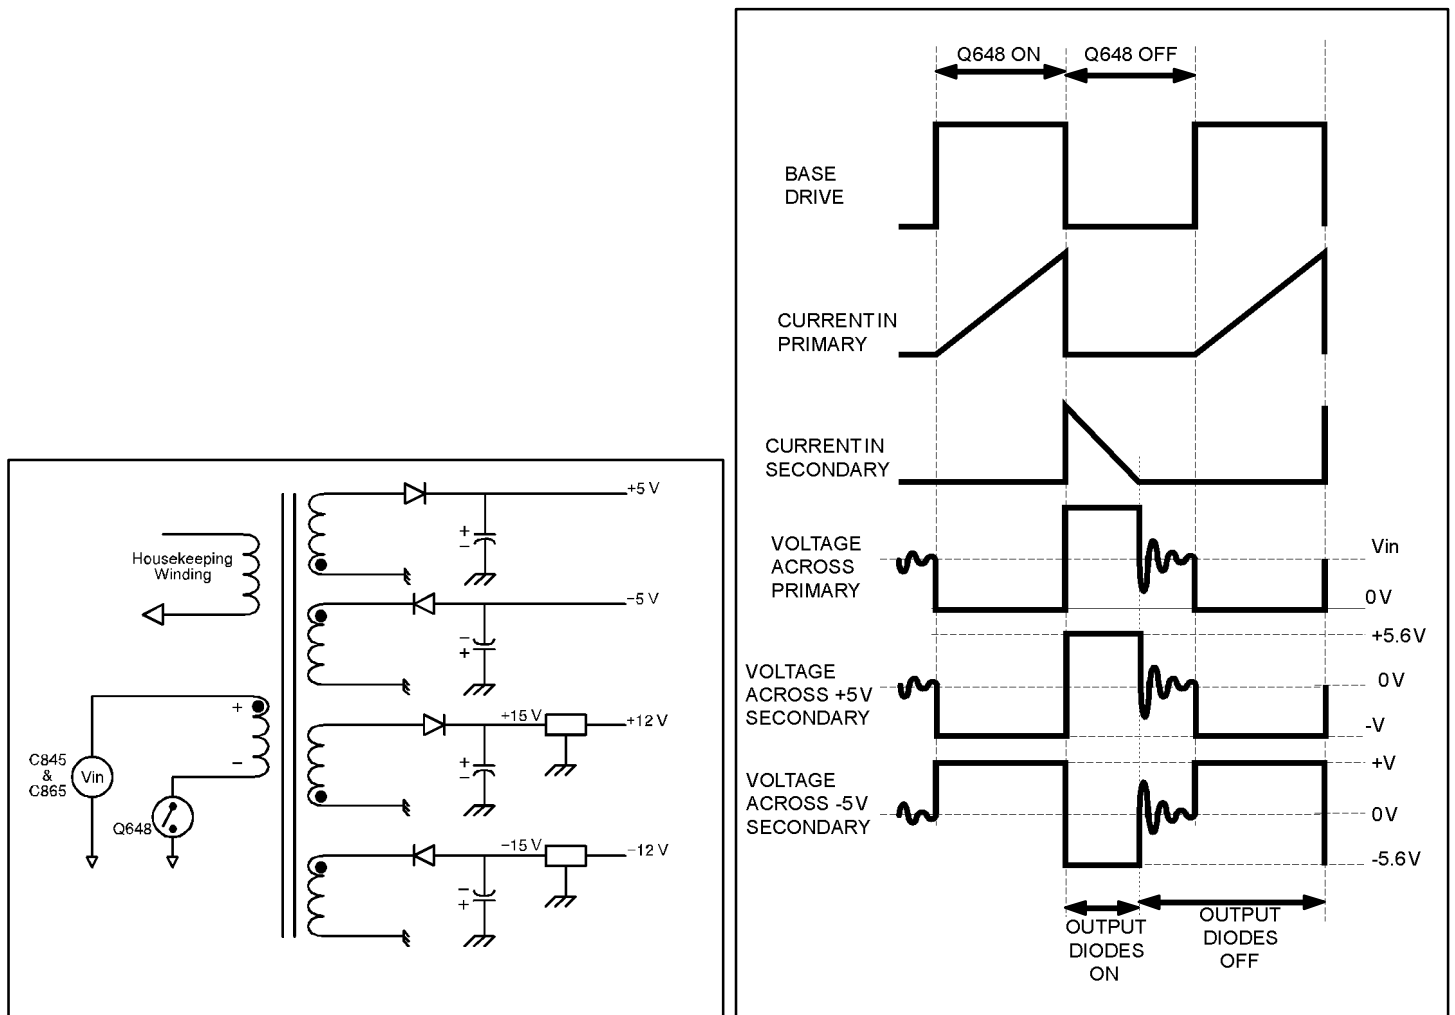 +5 V
+
−
Housekeeping
Winding
−5 V
−
+
+
−
C845
&
C865
Vin
Q648
+15 V
+12 V
+
−
−15 V
−12 V
−
+
Q648 ON
Q648 OFF
BASE
DRIVE
CURRENT IN
PRIMARY
CURRENT IN
SECONDARY
VOLTAGE
ACROSS
PRIMARY
Vin
0V
+5.6V
VOLTAGE
ACROSS +5V
SECONDARY
0V
-V
VOLTAGE
ACROSS -5V
SECONDARY
+V
0V
-5.6V
OUTPUT
DIODES
ON
OUTPUT
DIODES
OFF